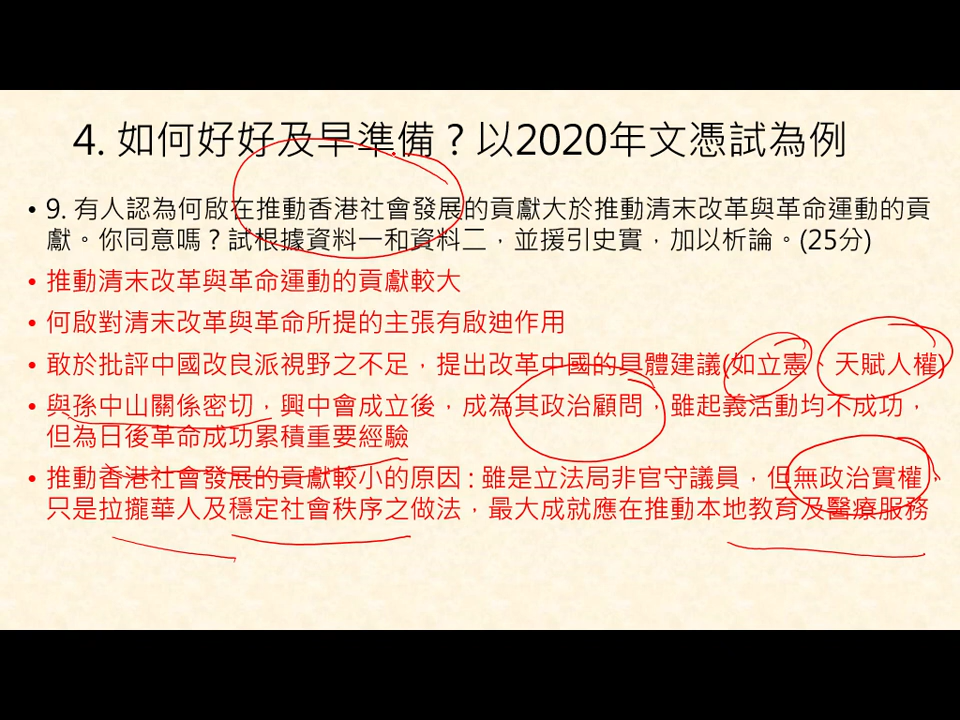 4. 如何好好及早準備？以2020年文憑試為例
• 9. 有人認為何啟在推動香港社會發展的貢獻大於推動清末改革與革命運動的貢
獻。你同意嗎？試根據資料一和資料二，並援引史實，加以析論。(25分)
• 推動清末改革與革命運動的貢獻較大
• 何啟對清末改革與革命所提的主張有啟迪作用
• 敢於批評中國改良派視野之不足，提出改革中國的具體建議(如立憲、天賦人權)
• 與孫中山關係密切，興中會成立後，成為其政治顧問，雖起義活動均不成功，
但為日後革命成功累積重要經驗
• 推動香港社會發展的貢獻較小的原因：雖是立法局非官守議員，但無政治實權，
只是拉攏華人及穩定社會秩序之做法，最大成就應在推動本地教育及醫療服務